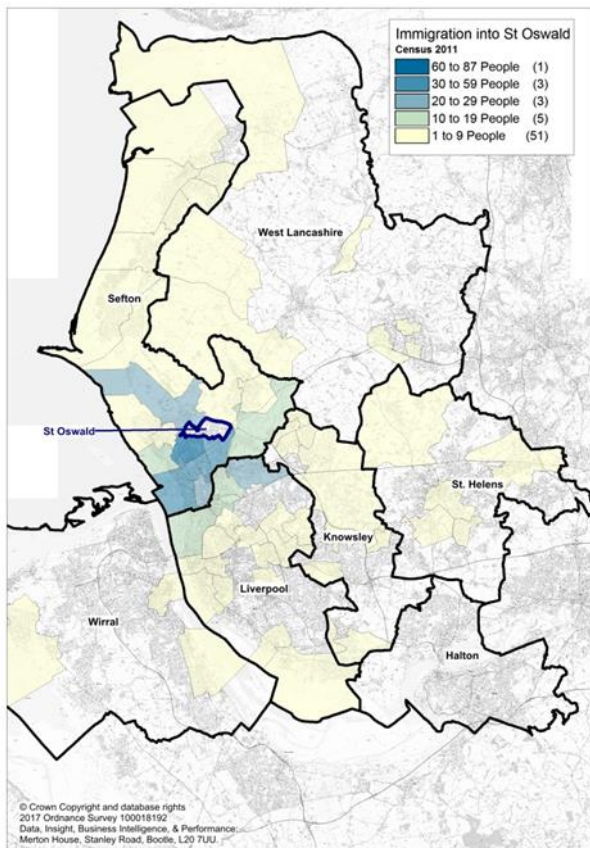 Immigration into St Oswald
Census 2011
60 to 87 People (1)
30 to 59 People (3)
20 to 29 People (3)
10 to 19 People (5)
1 to 9 People (51)
West Lancashire
Sefton
St Oswald
St. Helens
Knowsley
Liverpool
Wirral
Halton
© Crown Copyright and database rights
2017 Ordnance Survey 100018192
Data, Insight, Business Intelligence, & Performance.
Merton House, Stanley Road, Bootle, L20 7UU.